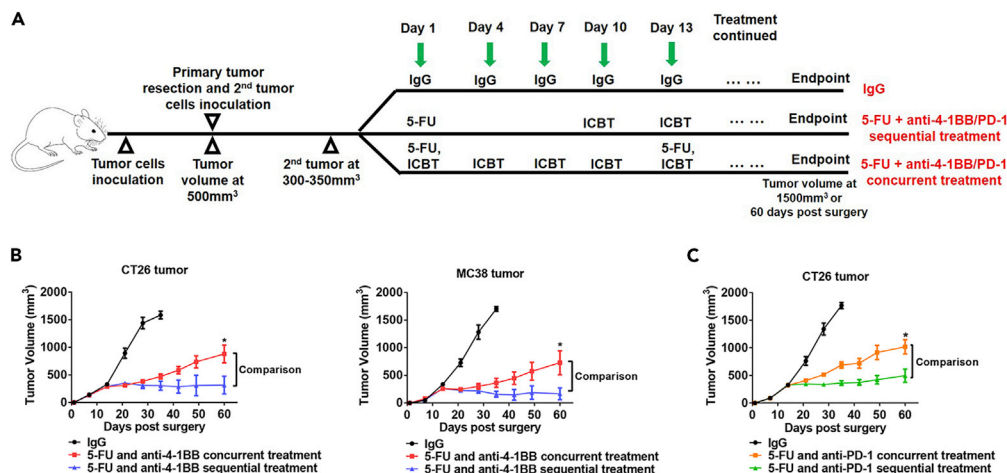 A
Day 1 Day 4 Day 7 Day 10 Day 13 Treatment
continued
Primary tumor
resection and 2nd tumor
cells inoculation
IgG IgG IgG IgG IgG ... ... Endpoint IgG
5-FU ICBT ICBT ... ... Endpoint 5-FU + anti-4-1BB/PD-1
sequential treatment
5-FU, 5-FU,
ICBT ICBT ICBT ICBT ICBT ... ... Endpoint 5-FU + anti-4-1BB/PD-1
concurrent treatment
Tumor cells
inoculation
Tumor
volume at
500mm3
2nd tumor at
300-350mm3
Tumor volume at
1500mm3 or
60 days post surgery
B
CT26 tumor
Tumor Volume (mm3)
2000
1500
1000
500
0
0 10 20 30 40 50 60
Days post surgery
*
Comparison
IgG
5-FU and anti-4-1BB concurrent treatment
5-FU and anti-4-1BB sequential treatment
MC38 tumor
Tumor Volume (mm3)
2000
1500
1000
500
0
0 10 20 30 40 50 60
Days post surgery
*
Comparison
IgG
5-FU and anti-4-1BB concurrent treatment
5-FU and anti-4-1BB sequential treatment
C
CT26 tumor
Tumor Volume (mm3)
2000
1500
1000
500
0
0 10 20 30 40 50 60
Days post surgery
*
Comparison
IgG
5-FU and anti-PD-1 concurrent treatment
5-FU and anti-PD-1 sequential treatment